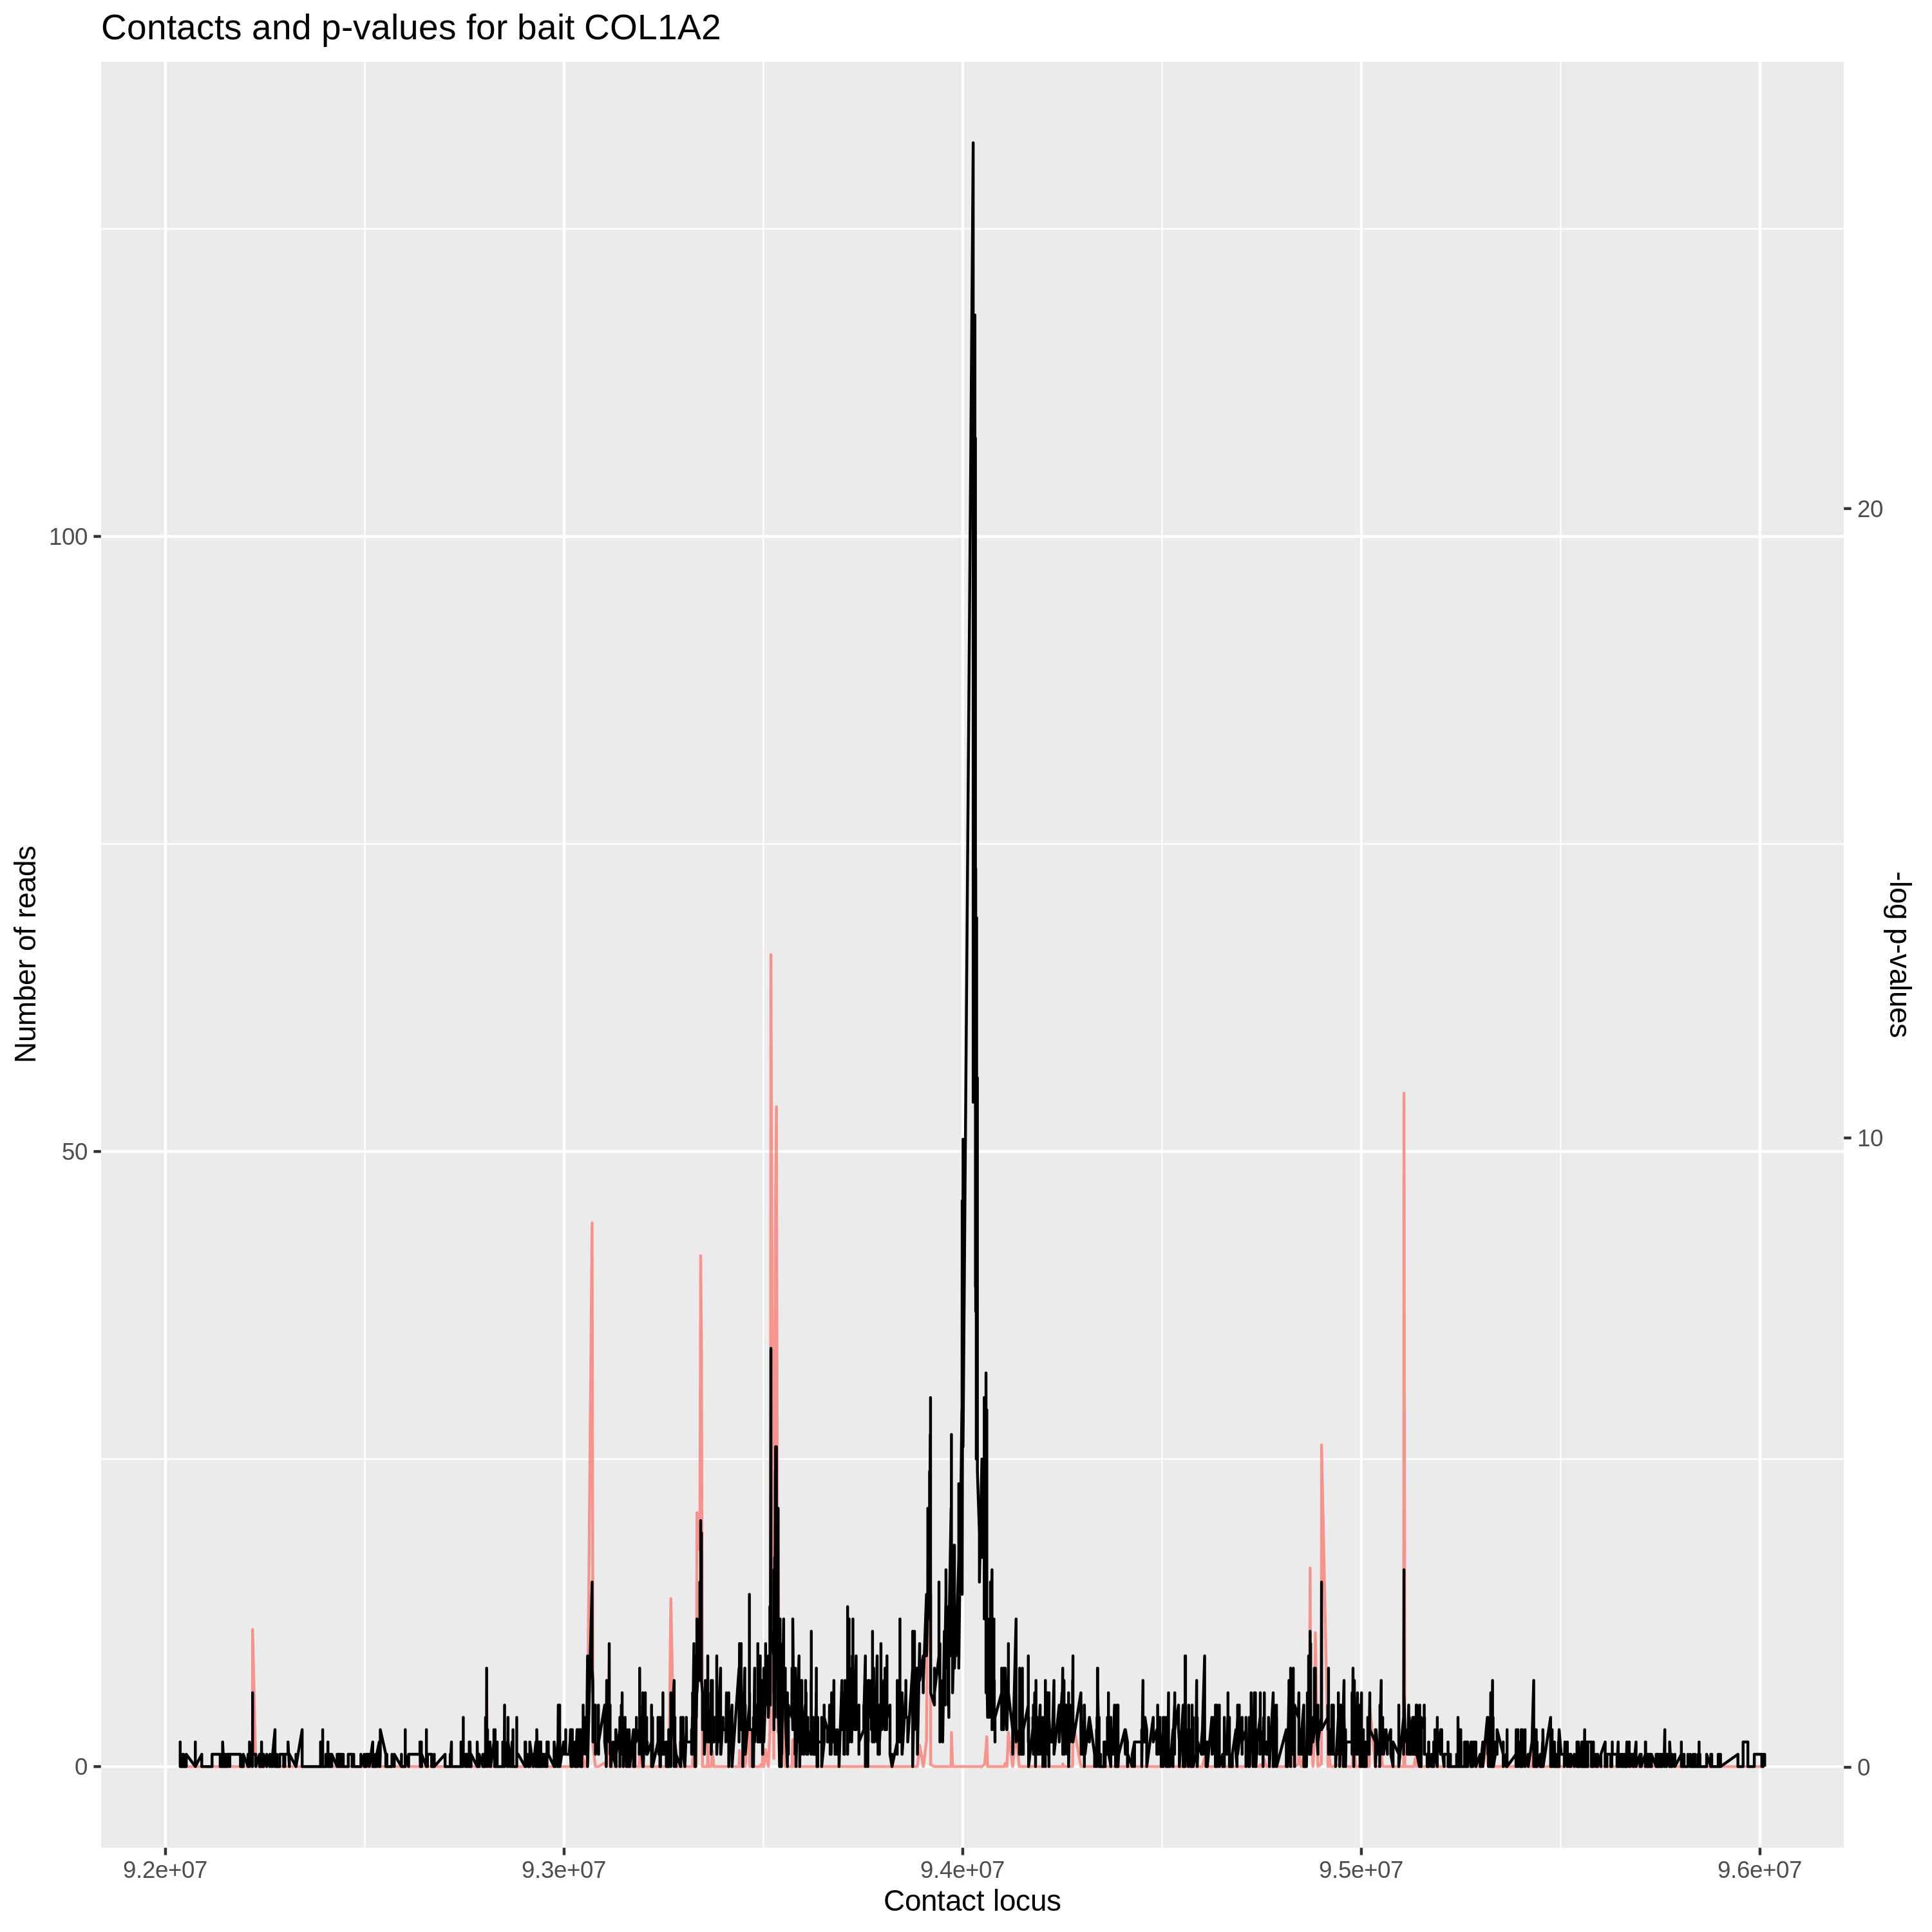 Contacts and p-values for bait COL1A2
Number of reads
100
50
0
20
10
0
-log p-values
9.2e+07
9.3e+07
9.4e+07
9.5e+07
9.6e+07
Contact locus